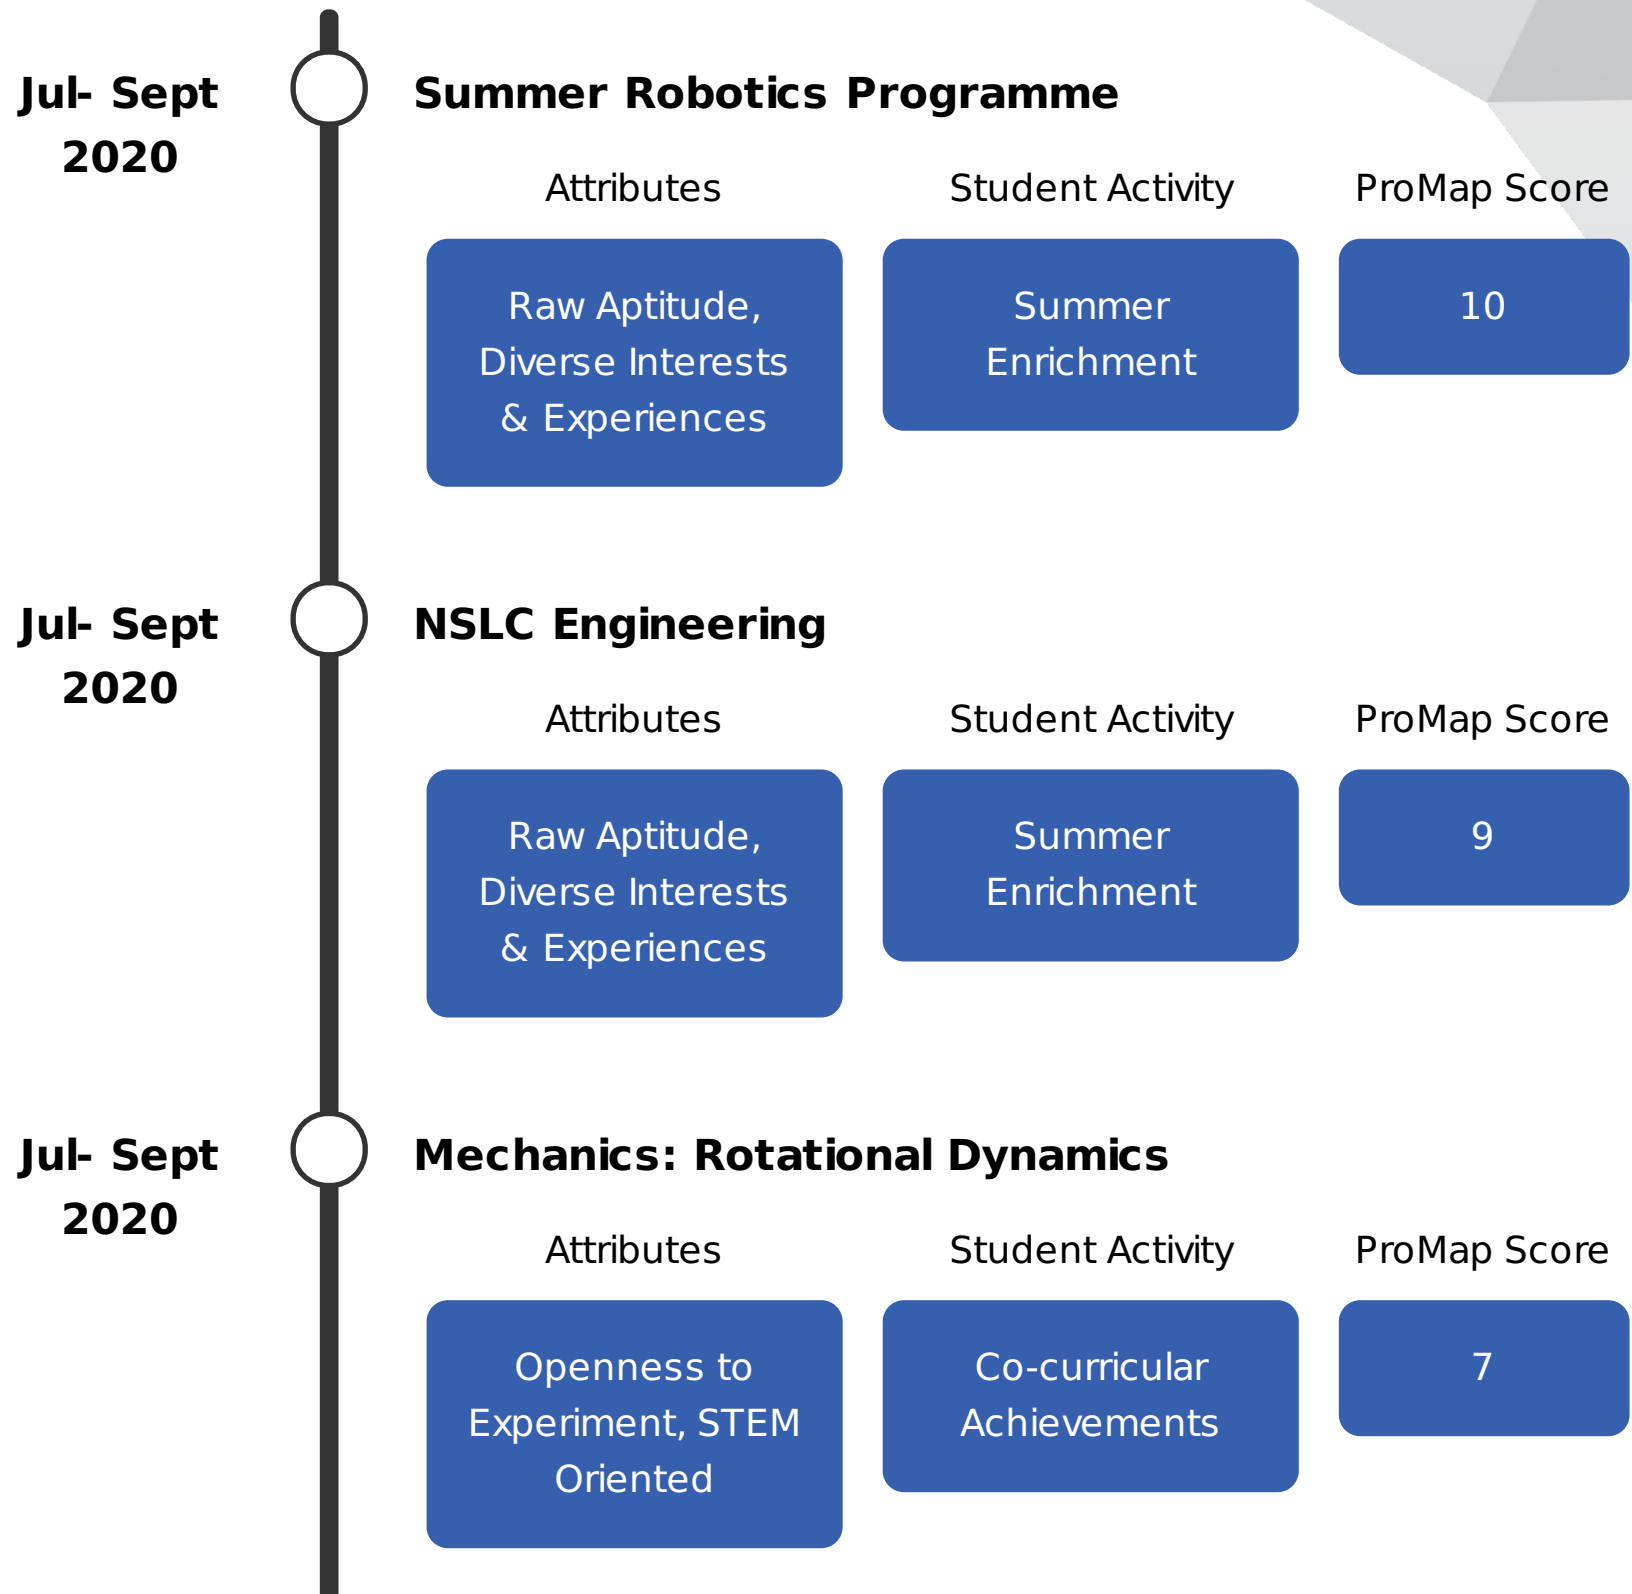 Jul- Sept
2020
Summer Robotics Programme
Attributes
Student Activity
ProMap Score
Raw Aptitude,
Diverse Interests
& Experiences
Summer
Enrichment
10
Jul- Sept
2020
NSLC Engineering
Attributes
Student Activity
ProMap Score
Raw Aptitude,
Diverse Interests
& Experiences
Summer
Enrichment
9
Jul- Sept
2020
Mechanics: Rotational Dynamics
Attributes
Student Activity
ProMap Score
Openness to
Experiment, STEM
Oriented
Co-curricular
Achievements
7